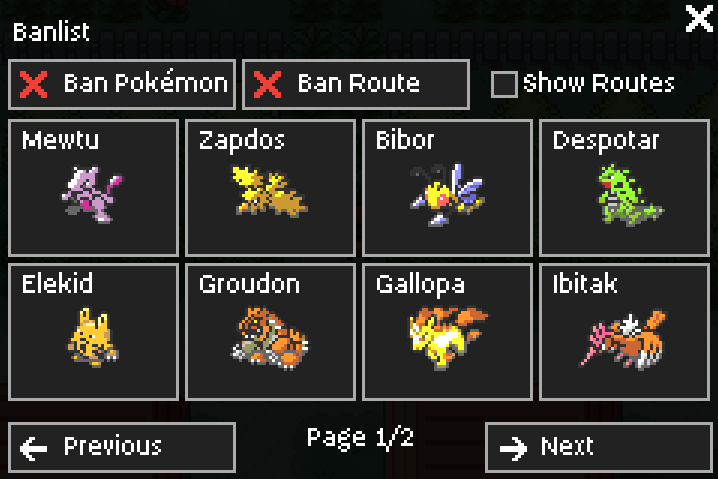 Banlist
Ban Pokémon
Ban Route
Show Routes
Mewtu
Zapdos
Bibor
Despotar
Elekid
Groudon
Gallopa
Ibitak
Previous
Page 1/2
Next